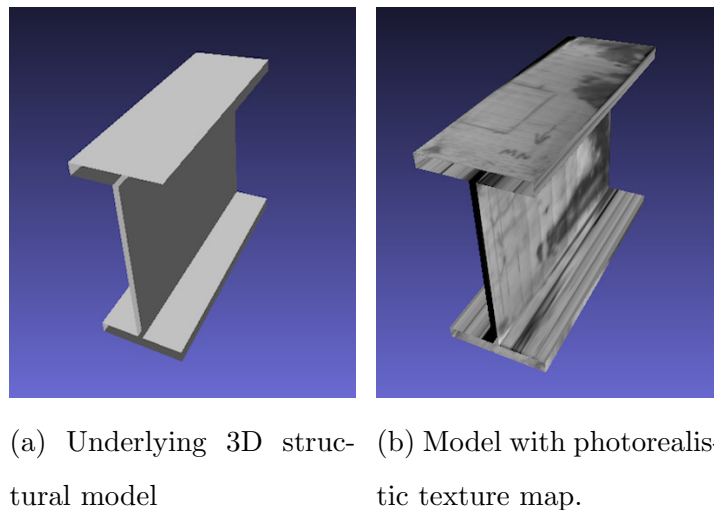 (a) Underlying 3D struc-
tural model
(b) Model with photorealis-
tic texture map.